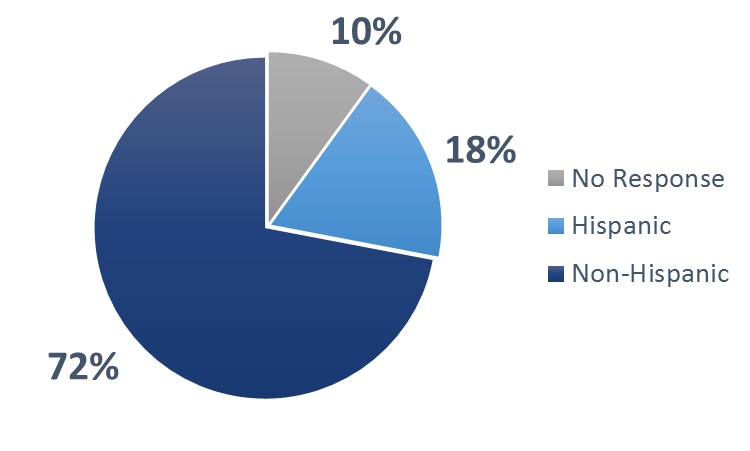 10%
18%
72%
No Response
Hispanic
Non-Hispanic